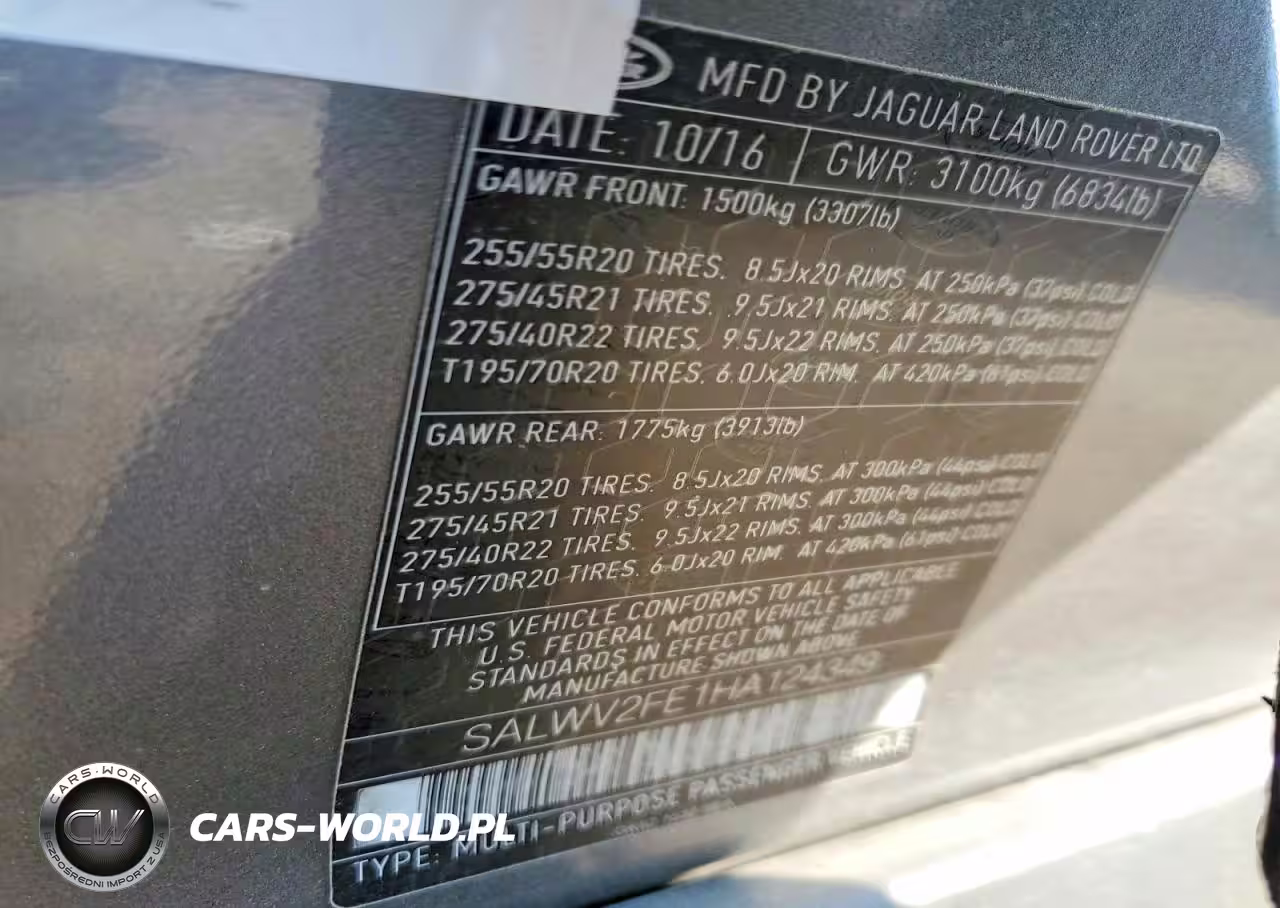 MFD BY JAGUAR LAND ROVER LTD
DATE: 10/16 GWR: 3100kg (6834lb)
GAWR FRONT: 1500kg (3307lb)
255/55R20 TIRES. 8.5Jx20 RIMS. AT 250kPa (37psi) COLD
275/45R21 TIRES. 9.5Jx21 RIMS. AT 250kPa (37psi) COLD
275/40R22 TIRES. 9.5Jx22 RIMS. AT 250kPa (37psi) COLD
T195/70R20 TIRES. 6.0Jx20 RIM. AT 420kPa (61psi) COLD
GAWR REAR: 1775kg (3913lb)
255/55R20 TIRES. 8.5Jx20 RIMS. AT 300kPa (44psi) COLD
275/45R21 TIRES. 9.5Jx21 RIMS. AT 300kPa (44psi) COLD
275/40R22 TIRES. 9.5Jx22 RIMS. AT 300kPa (44psi) COLD
T195/70R20 TIRES. 6.0Jx20 RIM. AT 420kPa (61psi) COLD
THIS VEHICLE CONFORMS TO ALL APPLICABLE
U.S. FEDERAL MOTOR VEHICLE SAFETY
STANDARDS IN EFFECT ON THE DATE OF
MANUFACTURE SHOWN ABOVE
SALWV2FE1HA124349
TYPE: MULTI-PURPOSE PASSENGER
CARS-WORLD
CW
BEZPOŚREDNI IMPORT Z USA
CARS-WORLD.PL